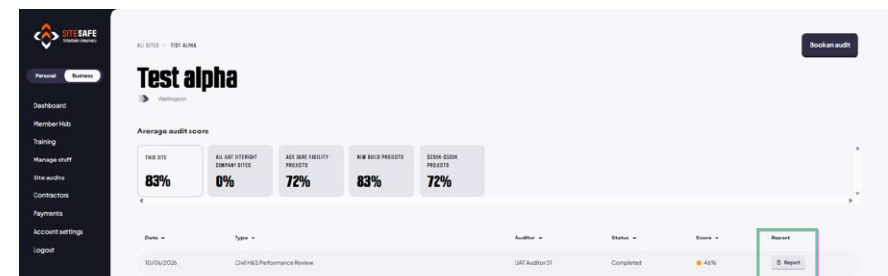 SITESAFE
ALL SITES / TEST ALPHA
Book an audit
Personal Business
Test alpha
Wellington
Dashboard
Member Hub
Training
Manage staff
Site audits
Contractors
Payments
Account settings
Logout
Average audit score
THIS SITE
83%
ALL UAT SITERIGHT
COMPANY SITES
0%
AGE CARE FACILITY
PROJECTS
72%
NEW BUILD PROJECTS
83%
$200K-$500K
PROJECTS
72%
Date Type Auditor Status Score Report
10/04/2025 Civil H&S Performance Review UAT Auditor 01 Completed 46% Report